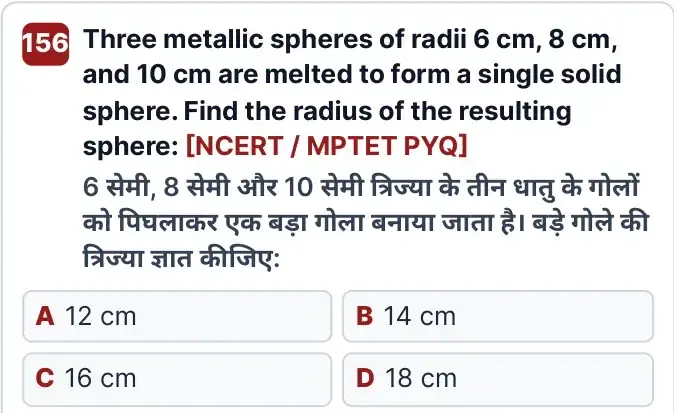 156 Three metallic spheres of radii 6 cm, 8 cm,
and 10 cm are melted to form a single solid
sphere. Find the radius of the resulting
sphere: [NCERT / MPTET PYQ]
6 सेमी, 8 सेमी और 10 सेमी त्रिज्या के तीन धातु के गोलों
को पिघलाकर एक बड़ा गोला बनाया जाता है। बड़े गोले की
त्रिज्या ज्ञात कीजिए:
A 12 cm
B 14 cm
C 16 cm
D 18 cm